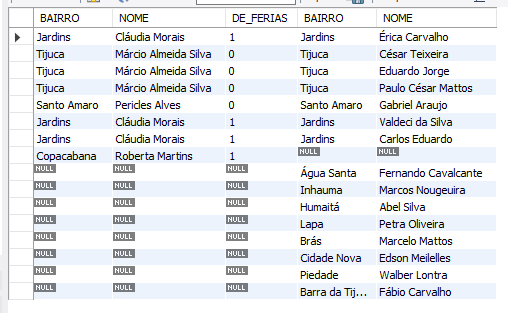 BAIRRO NOME DE_FERIAS BAIRRO NOME
Jardins Cláudia Morais 1 Jardins Érica Carvalho
Tijuca Márcio Almeida Silva 0 Tijuca César Teixeira
Tijuca Márcio Almeida Silva 0 Tijuca Eduardo Jorge
Tijuca Márcio Almeida Silva 0 Tijuca Paulo César Mattos
Santo Amaro Pericles Alves 0 Santo Amaro Gabriel Araujo
Jardins Cláudia Morais 1 Jardins Valdeci da Silva
Jardins Cláudia Morais 1 Jardins Carlos Eduardo
Copacabana Roberta Martins 1 NULL NULL
NULL NULL NULL Água Santa Fernando Cavalcante
NULL NULL NULL Inhauma Marcos Nougeuira
NULL NULL NULL Humaitá Abel Silva
NULL NULL NULL Lapa Petra Oliveira
NULL NULL NULL Brás Marcelo Mattos
NULL NULL NULL Cidade Nova Edson Meilelles
NULL NULL NULL Piedade Walber Lontra
NULL NULL NULL Barra da Tij... Fábio Carvalho